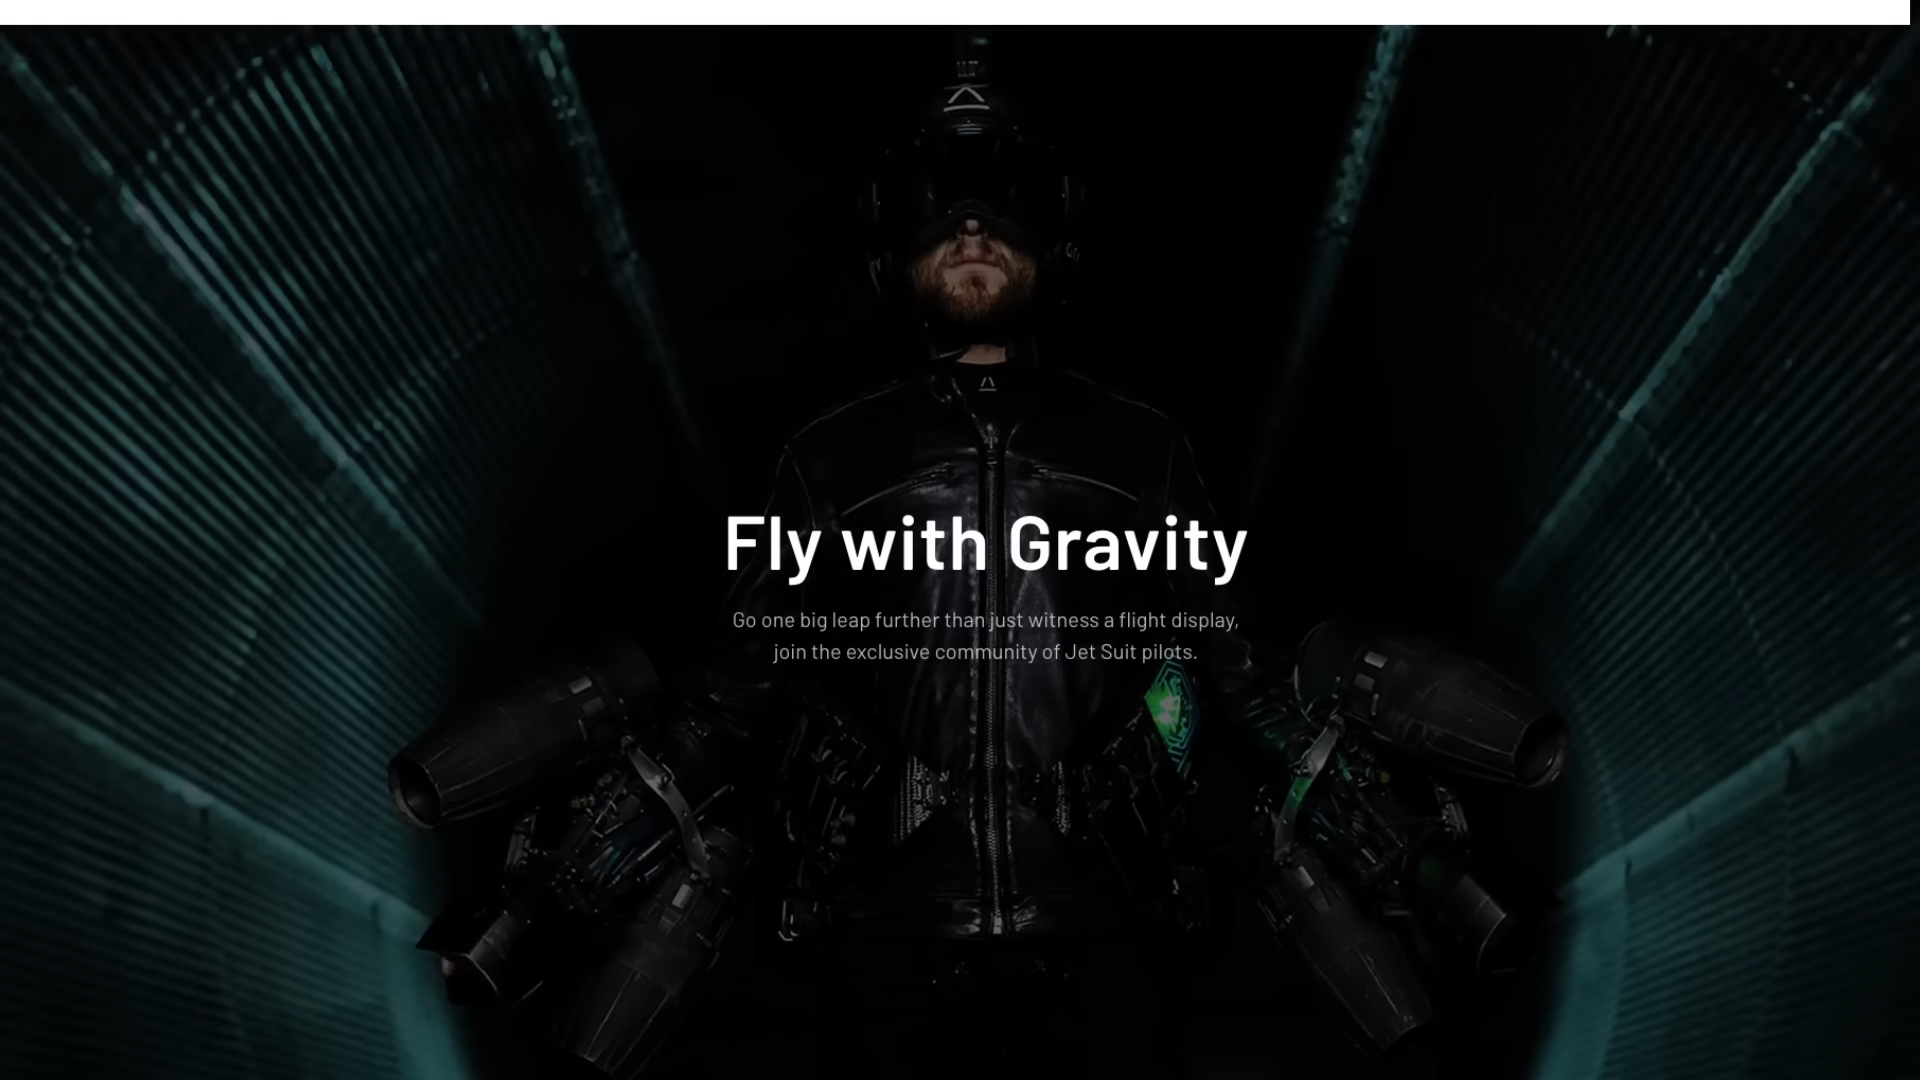 Fly with Gravity
Go one big leap further than just witness a flight display,
join the exclusive community of Jet Suit pilots.